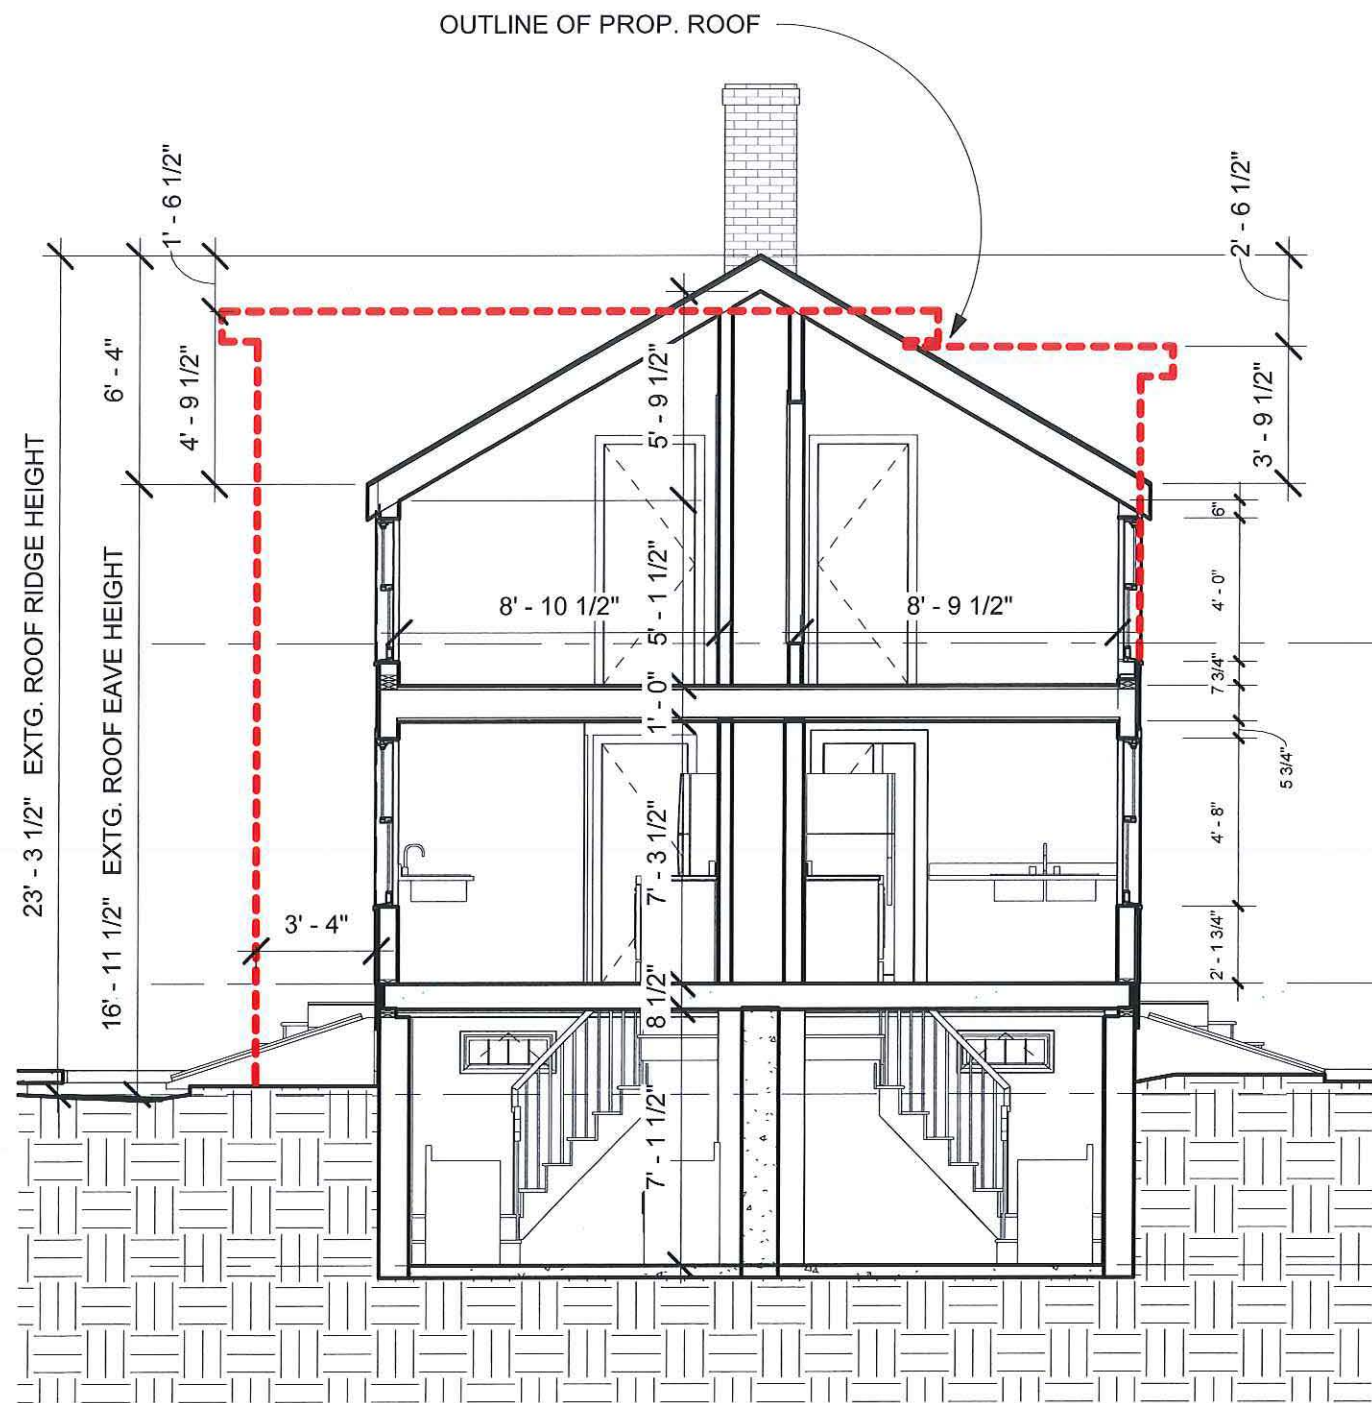 OUTLINE OF PROP. ROOF
1' - 6 1/2"
2' - 6 1/2"
6' - 4"
4' - 9 1/2"
5' - 9 1/2"
3' - 9 1/2"
23' - 3 1/2" EXTG. ROOF RIDGE HEIGHT
16' - 11 1/2" EXTG. ROOF EAVE HEIGHT
6"
4' - 0"
8' - 10 1/2"
5' - 1 1/2"
8' - 9 1/2"
7 3/4"
1' - 0"
5 3/4"
4' - 8"
7' - 3 1/2"
3' - 4"
2' - 1 3/4"
8 1/2"
7' - 1 1/2"